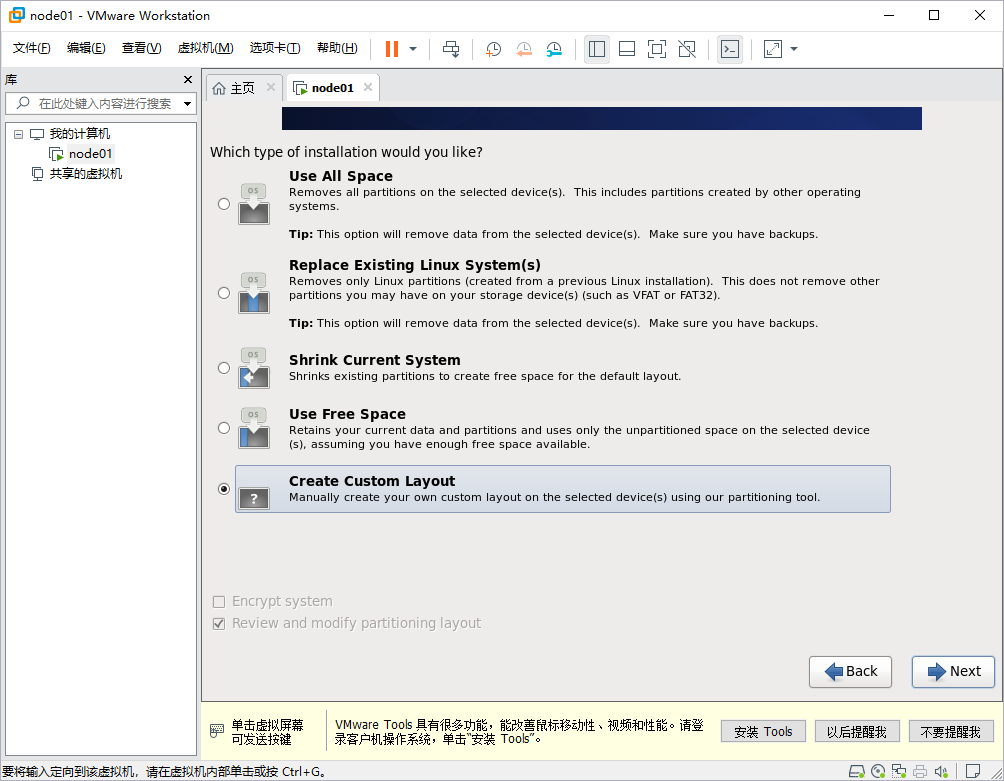 node01 - VMware Workstation
文件(F) 编辑(E) 查看(V) 虚拟机(M) 选项卡(T) 帮助(H)
库
在此处键入内容进行搜索
我的计算机
node01
共享的虚拟机
主页 node01
Which type of installation would you like?
OS
Use All Space
Removes all partitions on the selected device(s). This includes partitions created by other operating
systems.
Tip: This option will remove data from the selected device(s). Make sure you have backups.
OS
Replace Existing Linux System(s)
Removes only Linux partitions (created from a previous Linux installation). This does not remove other
partitions you may have on your storage device(s) (such as VFAT or FAT32).
Tip: This option will remove data from the selected device(s). Make sure you have backups.
OS
Shrink Current System
Shrinks existing partitions to create free space for the default layout.
OS
Use Free Space
Retains your current data and partitions and uses only the unpartitioned space on the selected device
(s), assuming you have enough free space available.
?
Create Custom Layout
Manually create your own custom layout on the selected device(s) using our partitioning tool.
Encrypt system
Review and modify partitioning layout
Back Next
单击虚拟屏幕
可发送按键
VMware Tools 具有很多功能，能改善鼠标移动性、视频和性能。请登
录客户机操作系统，单击“安装 Tools”。
安装 Tools 以后提醒我 不要提醒我
要将输入定向到该虚拟机，请在虚拟机内部单击或按 Ctrl+G。